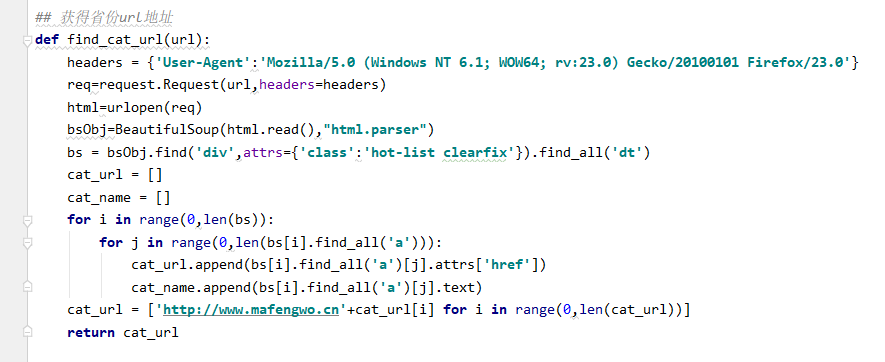 ## 获得省份url地址
def find_cat_url(url):
    headers = {'User-Agent':'Mozilla/5.0 (Windows NT 6.1; WOW64; rv:23.0) Gecko/20100101 Firefox/23.0'}
    req=request.Request(url,headers=headers)
    html=urlopen(req)
    bsObj=BeautifulSoup(html.read(),"html.parser")
    bs = bsObj.find('div',attrs={'class':'hot-list clearfix'}).find_all('dt')
    cat_url = []
    cat_name = []
    for i in range(0,len(bs)):
        for j in range(0,len(bs[i].find_all('a'))):
            cat_url.append(bs[i].find_all('a')[j].attrs['href'])
            cat_name.append(bs[i].find_all('a')[j].text)
    cat_url = ['http://www.mafengwo.cn'+cat_url[i] for i in range(0,len(cat_url))]
    return cat_url